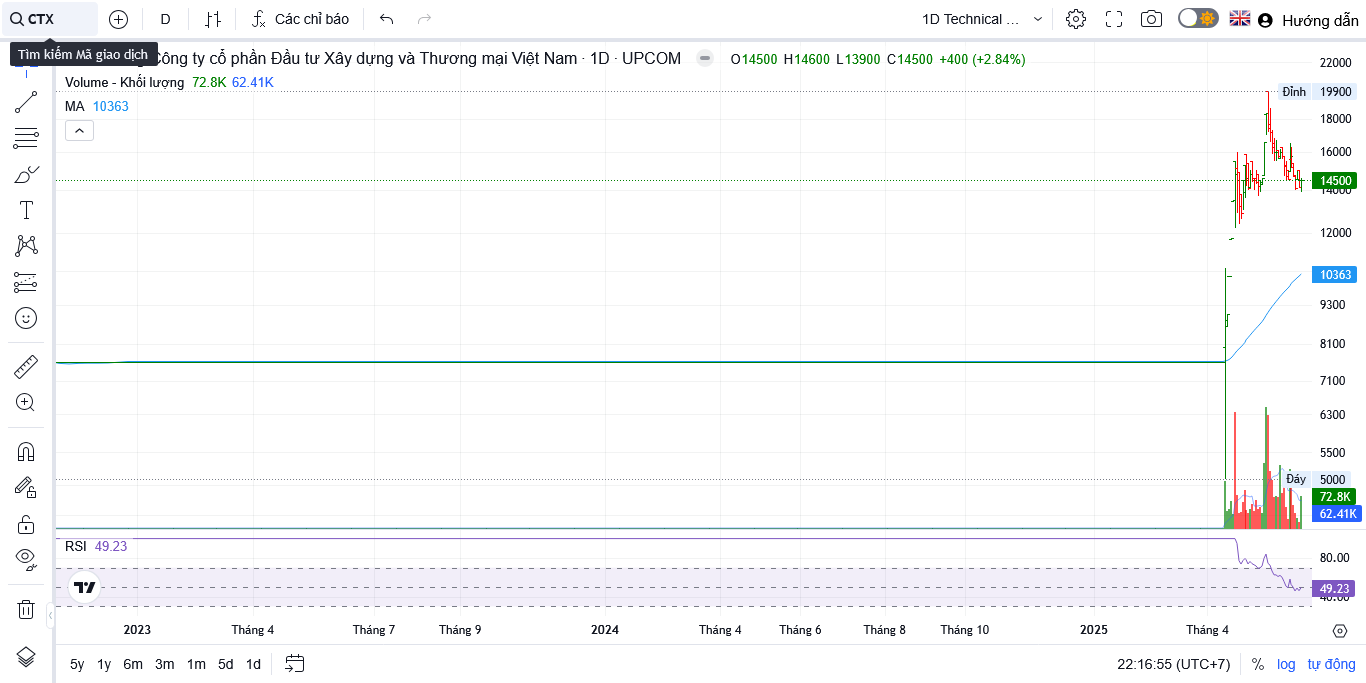 CTX
D
Các chỉ báo
1D Technical ...
Hướng dẫn
Tìm kiếm Mã giao dịch
Công ty cổ phần Đầu tư Xây dựng và Thương mại Việt Nam · 1D · UPCOM
O14500 H14600 L13900 C14500 +400 (+2.84%)
Volume - Khối lượng 72.8K 62.41K
MA 10363
22000
Đỉnh 19900
18000
16000
14500
14000
12000
10363
9300
8100
7100
6300
5500
Đáy 5000
72.8K
62.41K
RSI 49.23
80.00
49.23
40.00
2023 Tháng 4 Tháng 7 Tháng 9 2024 Tháng 4 Tháng 6 Tháng 8 Tháng 10 2025 Tháng 4
5y 1y 6m 3m 1m 5d 1d
22:16:55 (UTC+7) % log tự động